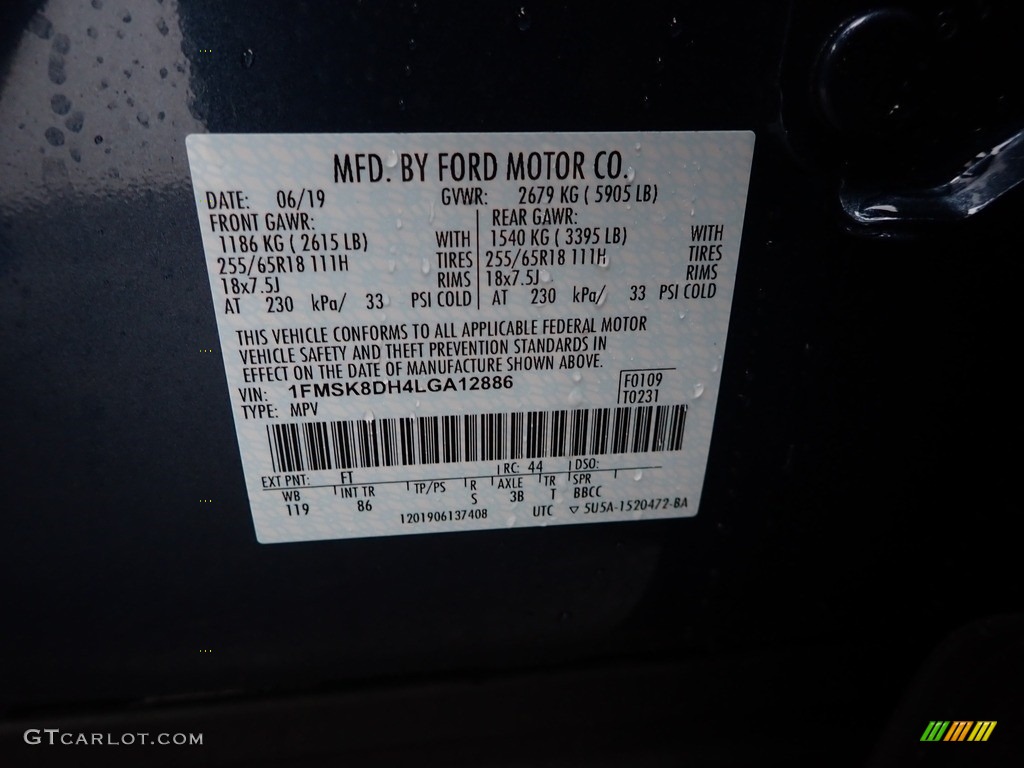 MFD. BY FORD MOTOR CO.
DATE: 06/19 GVWR: 2679 KG ( 5905 LB)
FRONT GAWR: REAR GAWR:
1186 KG ( 2615 LB) WITH 1540 KG ( 3395 LB) WITH
255/65R18 111H TIRES 255/65R18 111H TIRES
18x7.5J RIMS 18x7.5J RIMS
AT 230 kPa/ 33 PSI COLD AT 230 kPa/ 33 PSI COLD
THIS VEHICLE CONFORMS TO ALL APPLICABLE FEDERAL MOTOR
VEHICLE SAFETY AND THEFT PREVENTION STANDARDS IN
EFFECT ON THE DATE OF MANUFACTURE SHOWN ABOVE.
VIN: 1FMSK8DH4LGA12886 F0109
TYPE: MPV T0231
EXT PNT: FT RC: 44 DSO:
WB INT TR TP/PS R AXLE TR SPR
119 86 S 3B T BBCC
1201906137408 UTC ▽ 5U5A-1520472-BA
GTCARLOT.COM